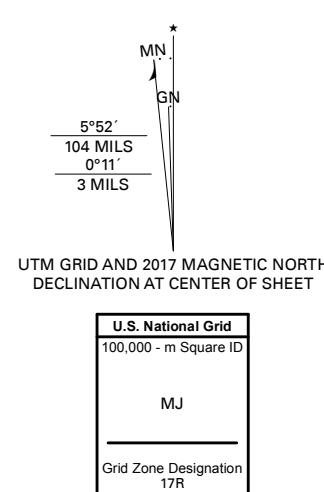 MN
GN
5°52´
104 MILS
0°11´
3 MILS
UTM GRID AND 2017 MAGNETIC NORTH
DECLINATION AT CENTER OF SHEET
U.S. National Grid
100,000 - m Square ID
MJ
Grid Zone Designation
17R